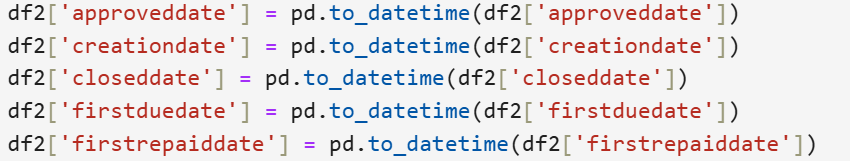 df2['approveddate'] = pd.to_datetime(df2['approveddate'])
df2['creationdate'] = pd.to_datetime(df2['creationdate'])
df2['closeddate'] = pd.to_datetime(df2['closeddate'])
df2['firstduedate'] = pd.to_datetime(df2['firstduedate'])
df2['firstrepaiddate'] = pd.to_datetime(df2['firstrepaiddate'])